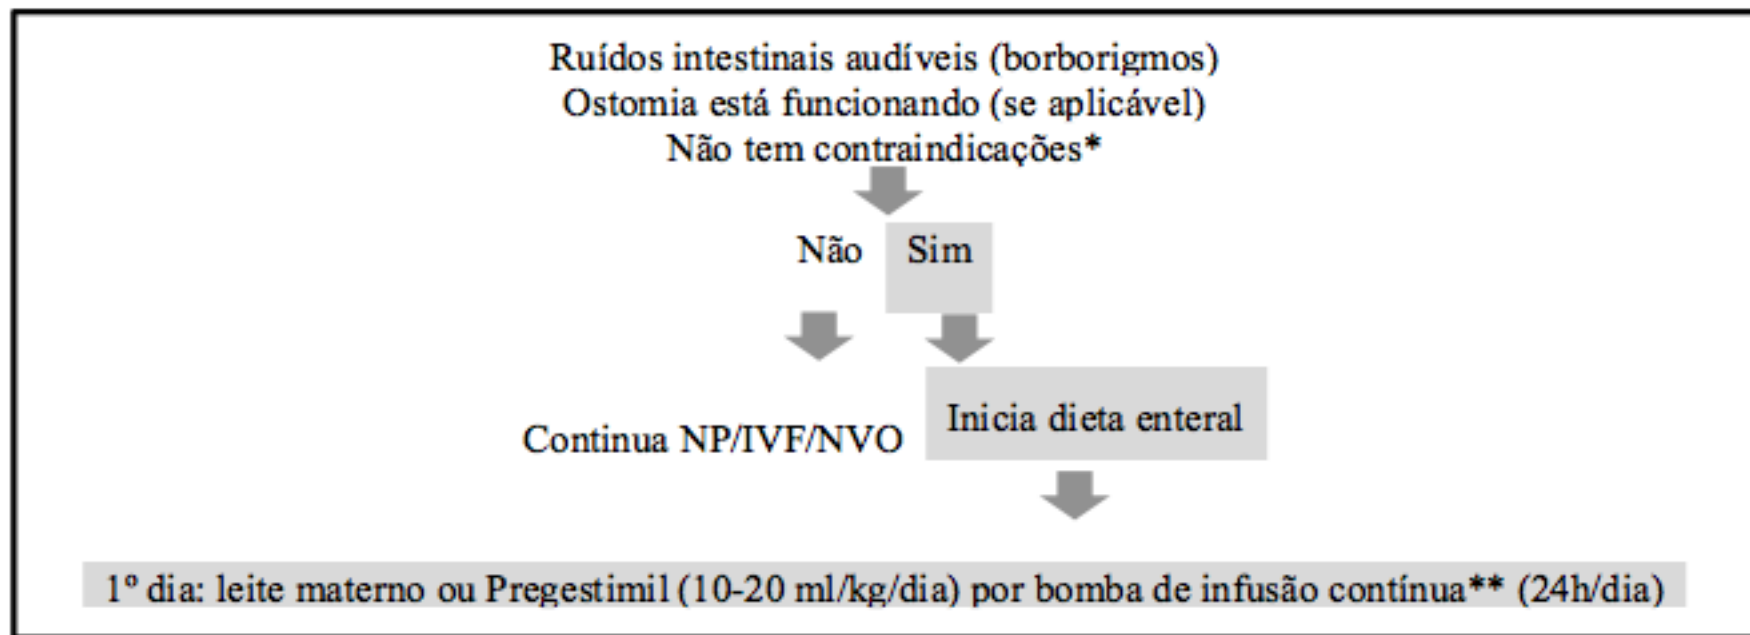 Ruídos intestinais audíveis (borborigmos)
Ostomia está funcionando (se aplicável)
Não tem contraindicações*
Não Sim
Inicia dieta enteral
Continua NP/IVF/NVO
1º dia: leite materno ou Pregestimil (10-20 ml/kg/dia) por bomba de infusão contínua** (24h/dia)